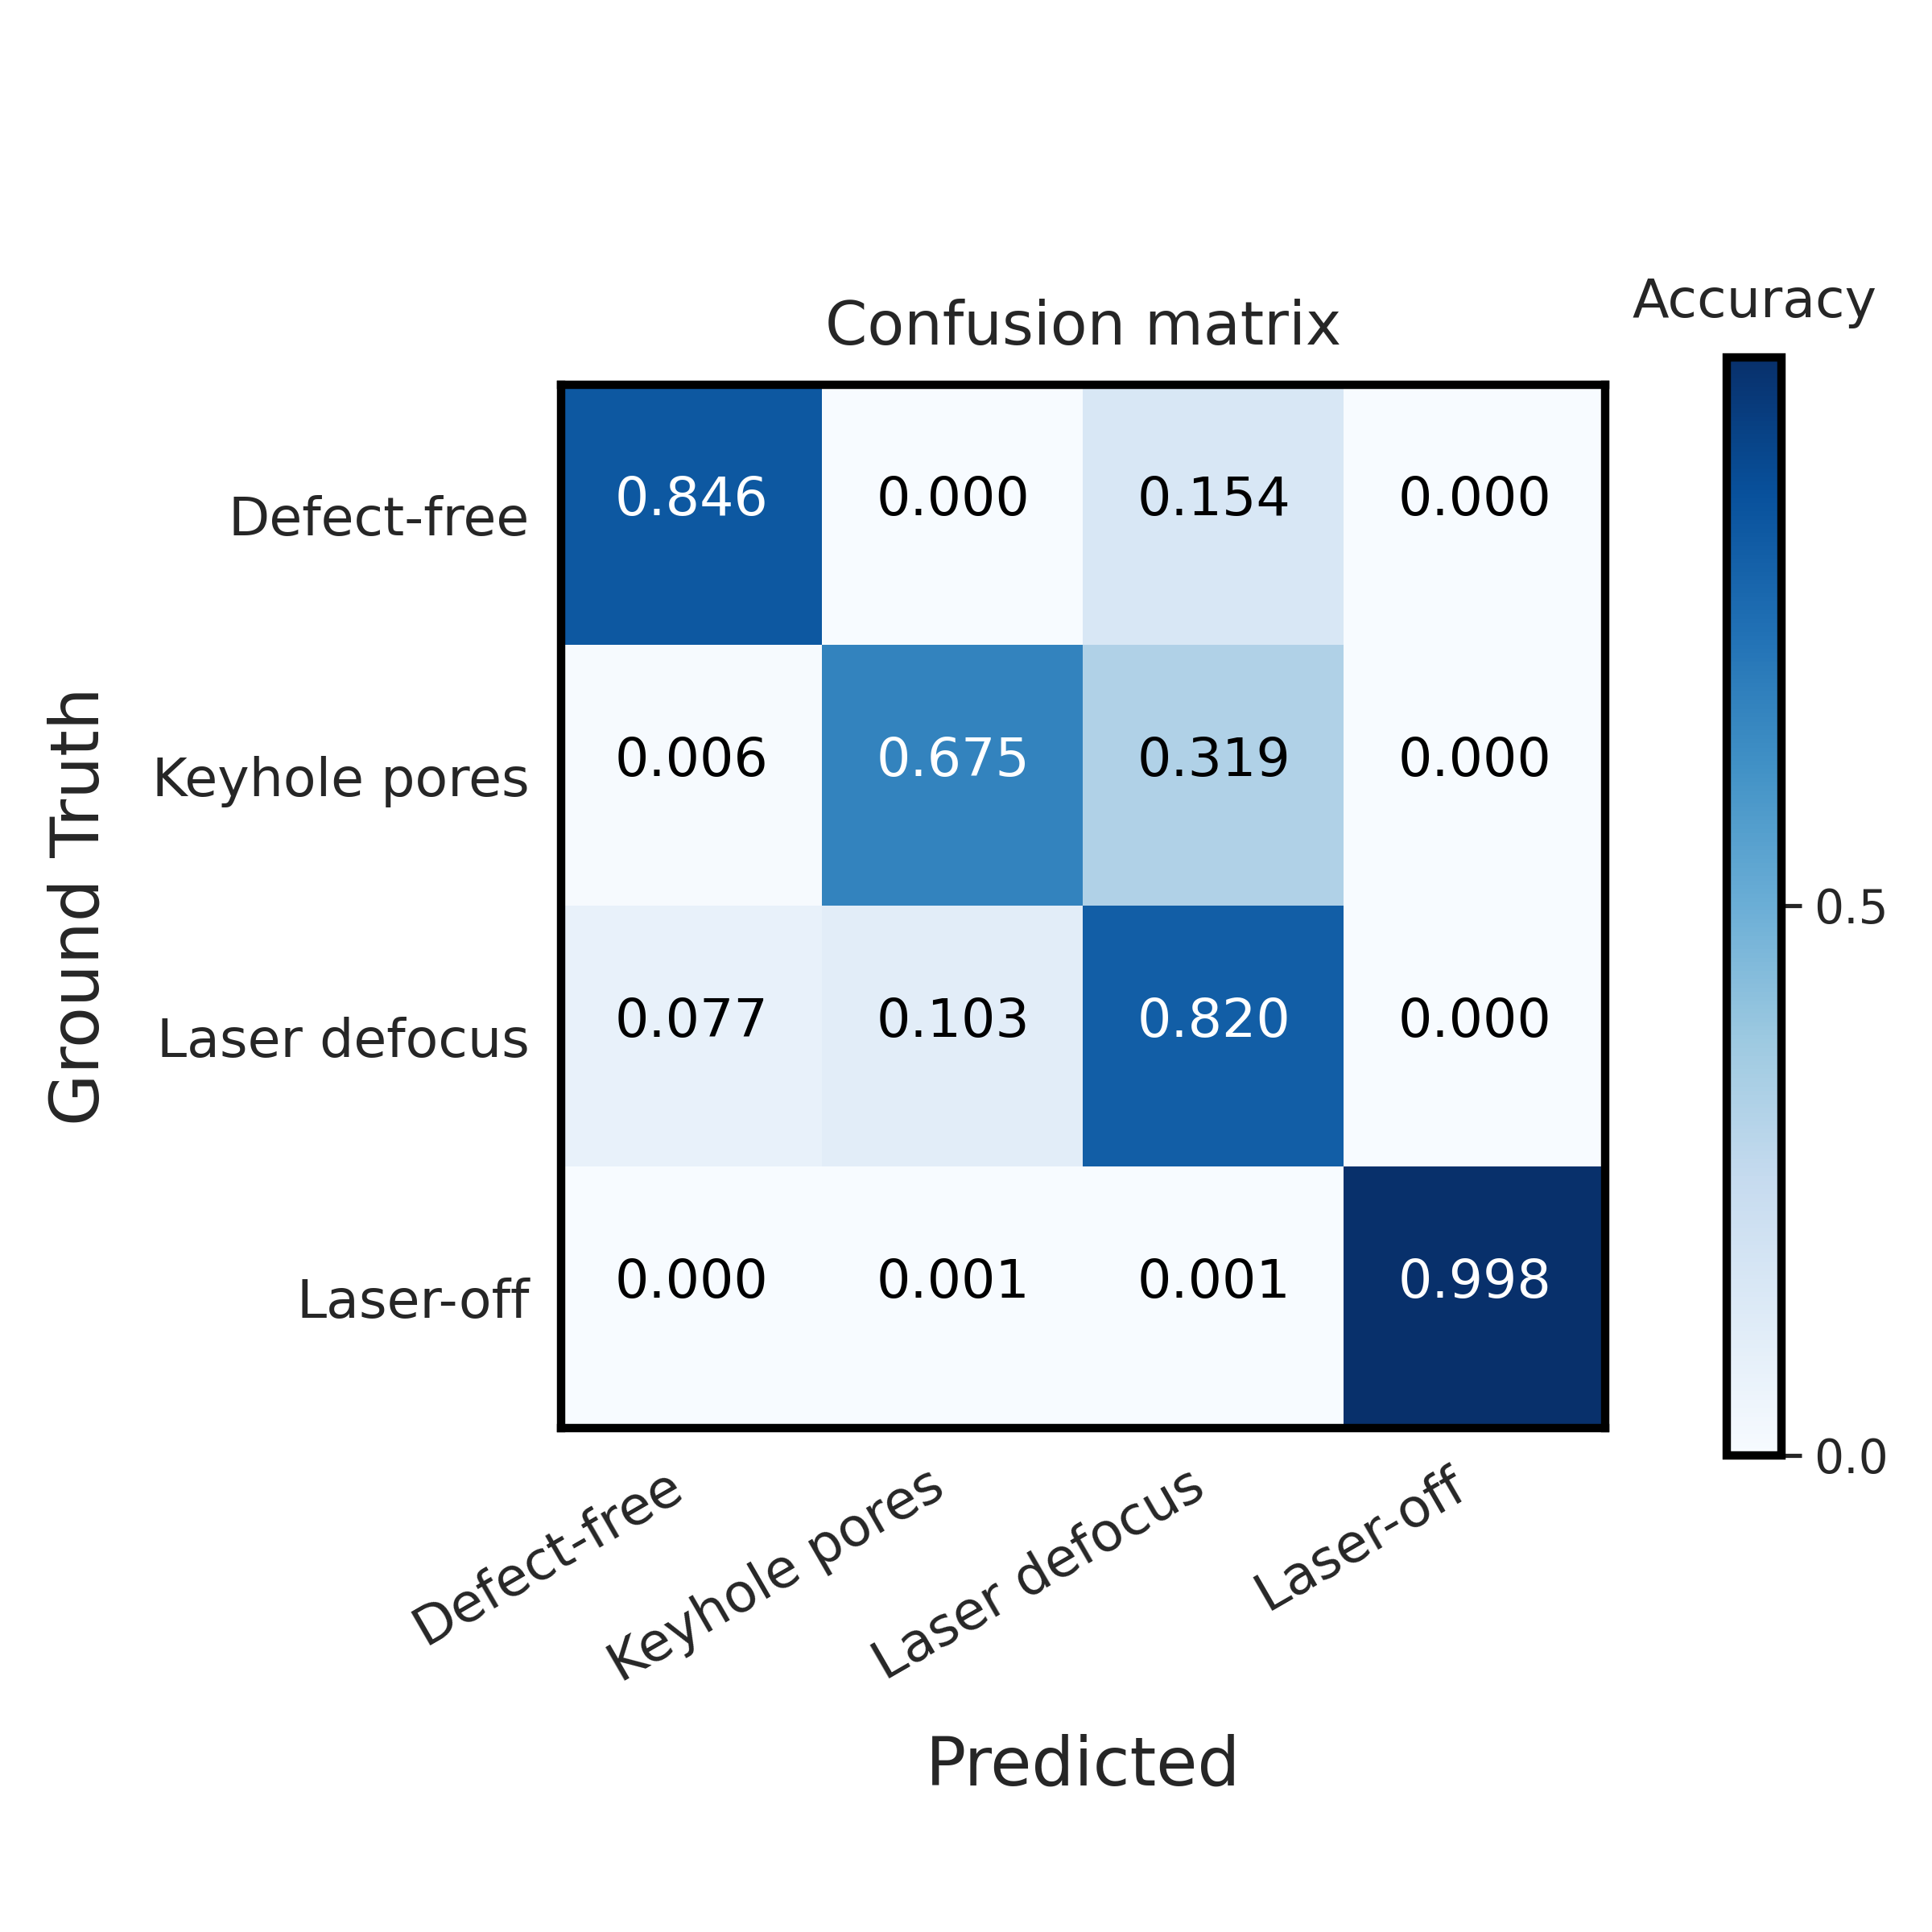 Confusion matrix
Accuracy
Ground Truth
Defect-free 0.846 0.000 0.154 0.000
Keyhole pores 0.006 0.675 0.319 0.000
Laser defocus 0.077 0.103 0.820 0.000
Laser-off 0.000 0.001 0.001 0.998
0.5
0.0
Defect-free Keyhole pores Laser defocus Laser-off
Predicted